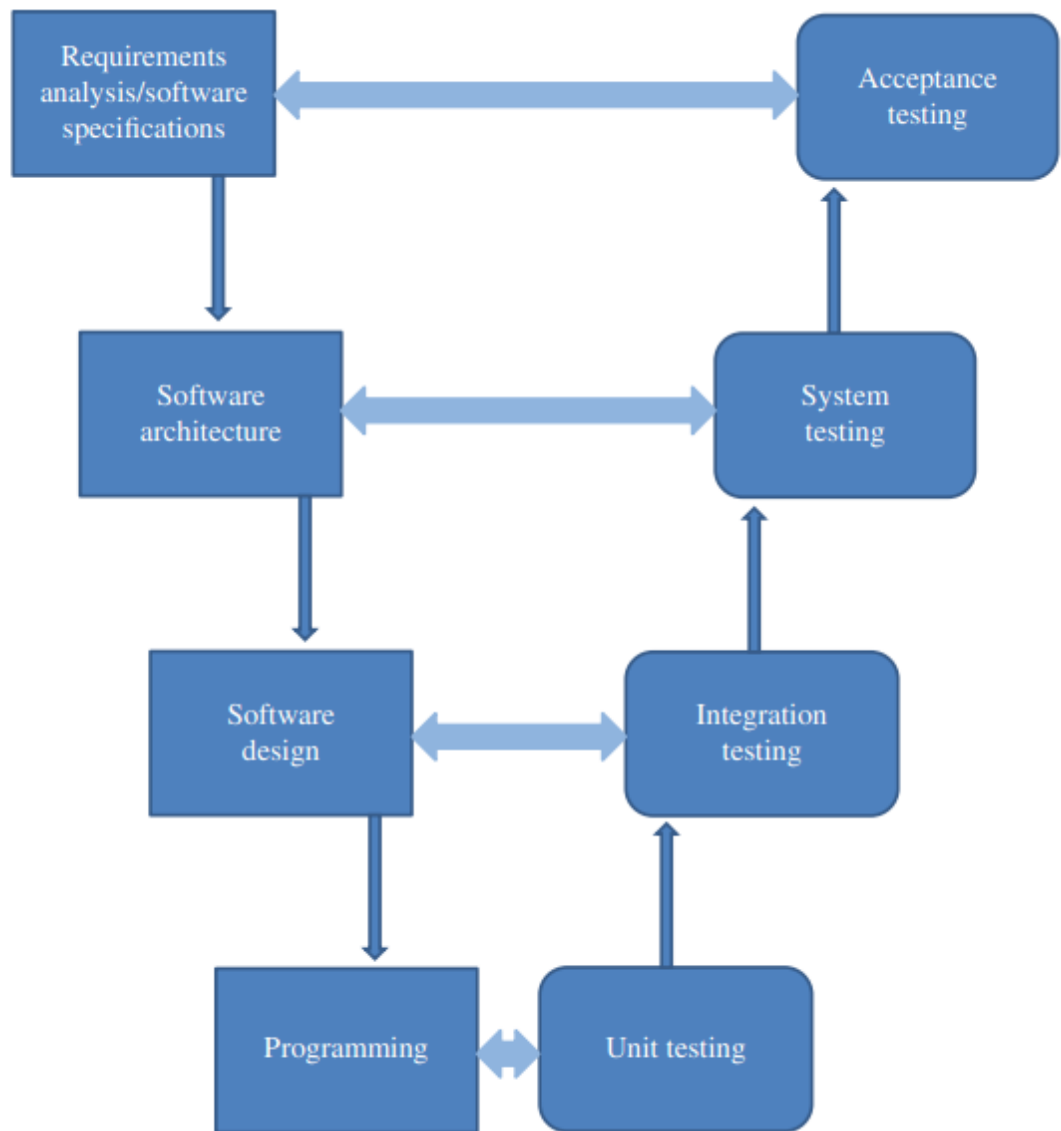 Requirements
analysis/software
specifications
Acceptance
testing
Software
architecture
System
testing
Software
design
Integration
testing
Programming
Unit testing